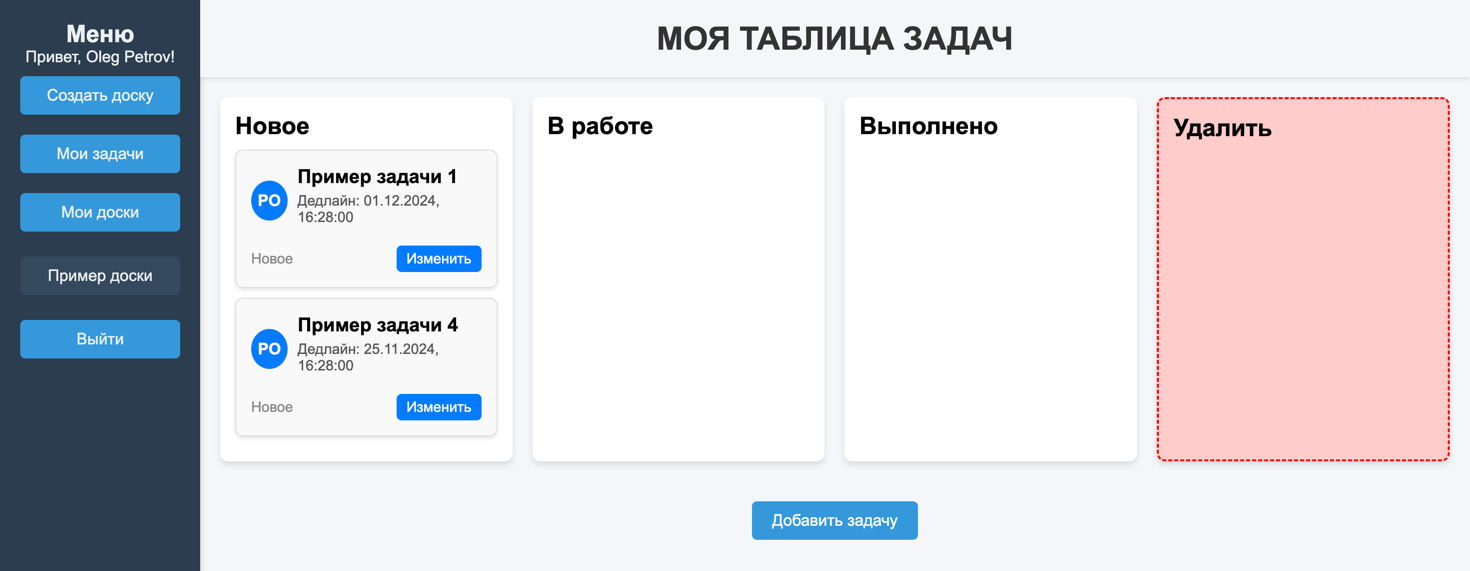 Меню
Привет, Oleg Petrov!
Создать доску
Мои задачи
Мои доски
Пример доски
Выйти
МОЯ ТАБЛИЦА ЗАДАЧ
Новое
РО
Пример задачи 1
Дедлайн: 01.12.2024,
16:28:00
Новое
Изменить
РО
Пример задачи 4
Дедлайн: 25.11.2024,
16:28:00
Новое
Изменить
В работе
Выполнено
Удалить
Добавить задачу